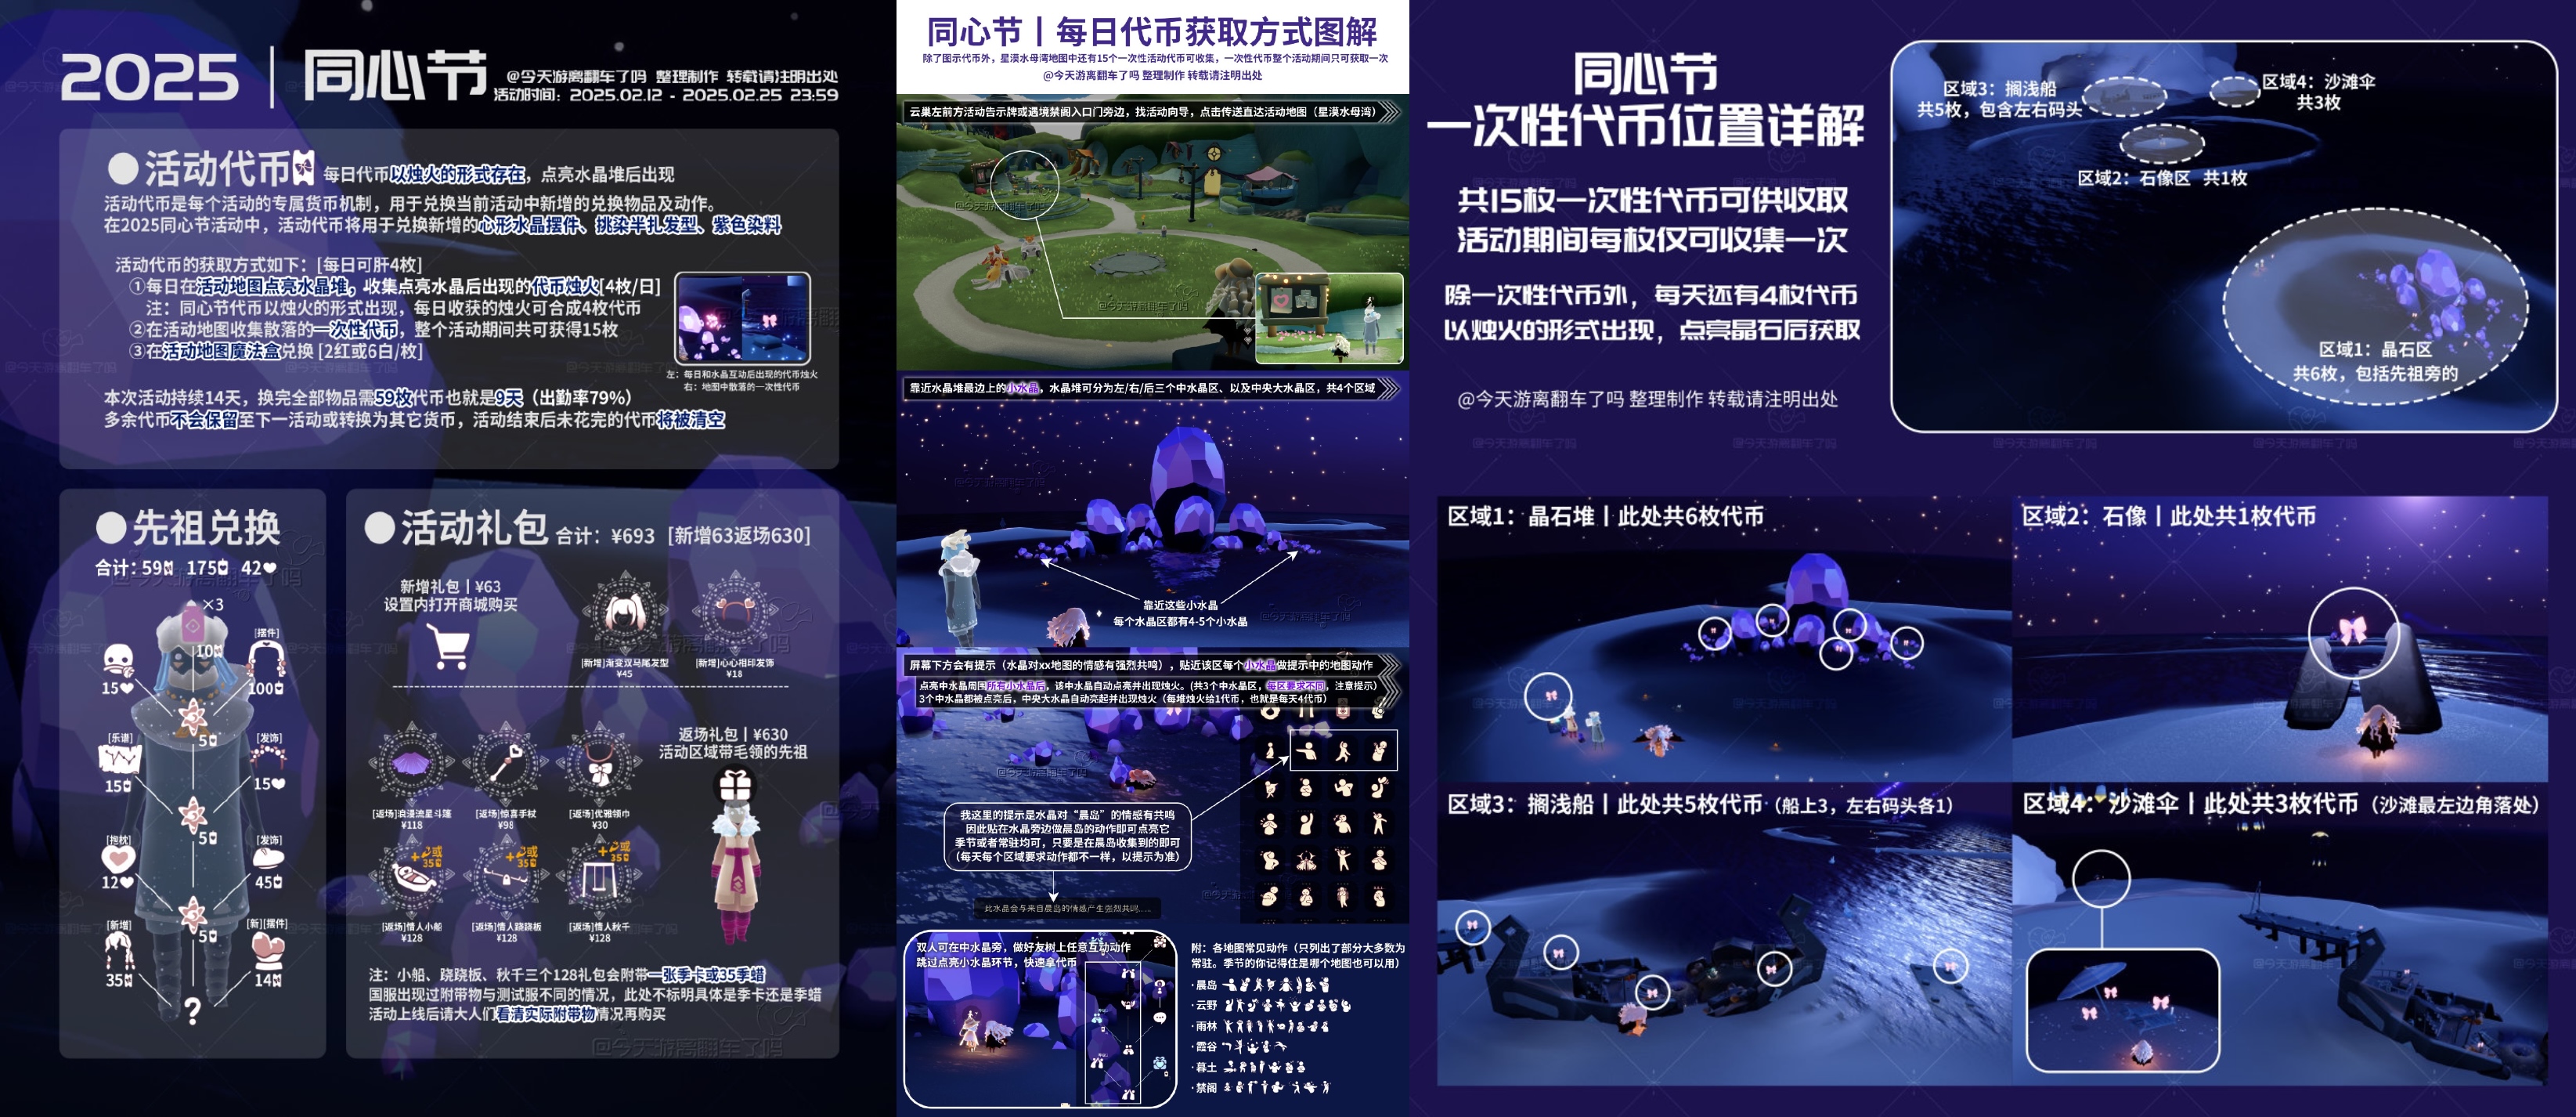 2025 | 同心节
@今天游离翻车了吗 整理制作 转载请注明出处
活动时间: 2025.02.12 - 2025.02.25 23:59
活动代币
每日代币以烛火的形式存在，点亮水晶堆后出现
活动代币是每个活动的专属货币机制，用于兑换当前活动中新增的兑换物品及动作。
在2025同心节活动中，活动代币将用于兑换新增的心形水晶摆件、挑染半扎发型、紫色染料
活动代币的获取方式如下：[每日可肝4枚]
①每日在活动地图点亮水晶堆，收集点亮水晶后出现的代币烛火[4枚/日]
注：同心节代币以烛火的形式出现，每日收获的烛火可合成4枚代币
②在活动地图收集散落的一次性代币，整个活动期间共可获得15枚
③在活动地图魔法盒兑换 [2红或6白/枚]
左：每日和水晶互动后出现的代币烛火
右：地图中散落的一次性代币
本次活动持续14天，换完全部物品需59枚代币也就是9天（出勤率79%）
多余代币不会保留至下一活动或转换为其它货币，活动结束后未花完的代币将被清空
先祖兑换
合计：59 175 42
×3
10
15
[摆件]
100
5
[乐谱]
15
[发饰]
15
5
[抱枕]
12
[发饰]
45
5
[新增]
35
[新][摆件]
14
?
活动礼包 合计：¥693 [新增63返场630]
新增礼包 | ¥63
设置内打开商城购买
[新增]渐变双马尾发型
¥45
[新增]心心相印发饰
¥18
返场礼包 | ¥630
活动区域带毛领的先祖
[返场]浪漫流星斗篷
¥118
[返场]惊喜手杖
¥98
[返场]优雅领巾
¥30
+或
35
+或
35
+或
35
[返场]情人小船
¥128
[返场]情人跷跷板
¥128
[返场]情人秋千
¥128
注：小船、跷跷板、秋千三个128礼包会附带一张季卡或35季蜡
国服出现过附带物与测试服不同的情况，此处不标明具体是季卡还是季蜡
活动上线后请大人们看清实际附带物情况再购买
@今天游离翻车了吗
同心节 | 每日代币获取方式图解
除了图示代币外，星漠水母湾地图中还有15个一次性活动代币可收集，一次性代币整个活动期间只可获取一次
@今天游离翻车了吗 整理制作 转载请注明出处
云巢左前方活动告示牌或遇境禁阁入口门旁边，找活动向导，点击传送直达活动地图（星漠水母湾）
靠近水晶堆最边上的小水晶，水晶堆可分为左/右/后三个中水晶区、以及中央大水晶区，共4个区域
靠近这些小水晶
每个水晶区都有4-5个小水晶
屏幕下方会有提示（水晶对xx地图的情感有强烈共鸣），贴近该区每个小水晶做提示中的地图动作
点亮中水晶周围所有小水晶后，该中水晶自动点亮并出现烛火。(共3个中水晶区，每区要求不同，注意提示)
3个中水晶都被点亮后，中央大水晶自动亮起并出现烛火（每堆烛火给1代币，也就是每天4代币）
我这里的提示是水晶对“晨岛”的情感有共鸣
因此贴在水晶旁边做晨岛的动作即可点亮它
季节或者常驻均可，只要是在晨岛收集到的即可
（每天每个区域要求动作都不一样，以提示为准）
此水晶会与来自晨岛的情感产生强烈共鸣....
双人可在中水晶旁，做好友树上任意互动动作
跳过点亮小水晶环节，快速拿代币
附：各地图常见动作（只列出了部分大多数为
常驻。季节的你记得住是哪个地图也可以用）
·晨岛
·云野
·雨林
·霞谷
·暮土
·禁阁
同心节
一次性代币位置详解
共15枚一次性代币可供收取
活动期间每枚仅可收集一次
除一次性代币外，每天还有4枚代币
以烛火的形式出现，点亮晶石后获取
@今天游离翻车了吗 整理制作 转载请注明出处
区域3：搁浅船
共5枚，包含左右码头
区域4：沙滩伞
共3枚
区域2：石像区 共1枚
区域1：晶石区
共6枚，包括先祖旁的
区域1：晶石堆 | 此处共6枚代币
区域2：石像 | 此处共1枚代币
区域3：搁浅船 | 此处共5枚代币（船上3，左右码头各1）
区域4：沙滩伞 | 此处共3枚代币（沙滩最左边角落处）